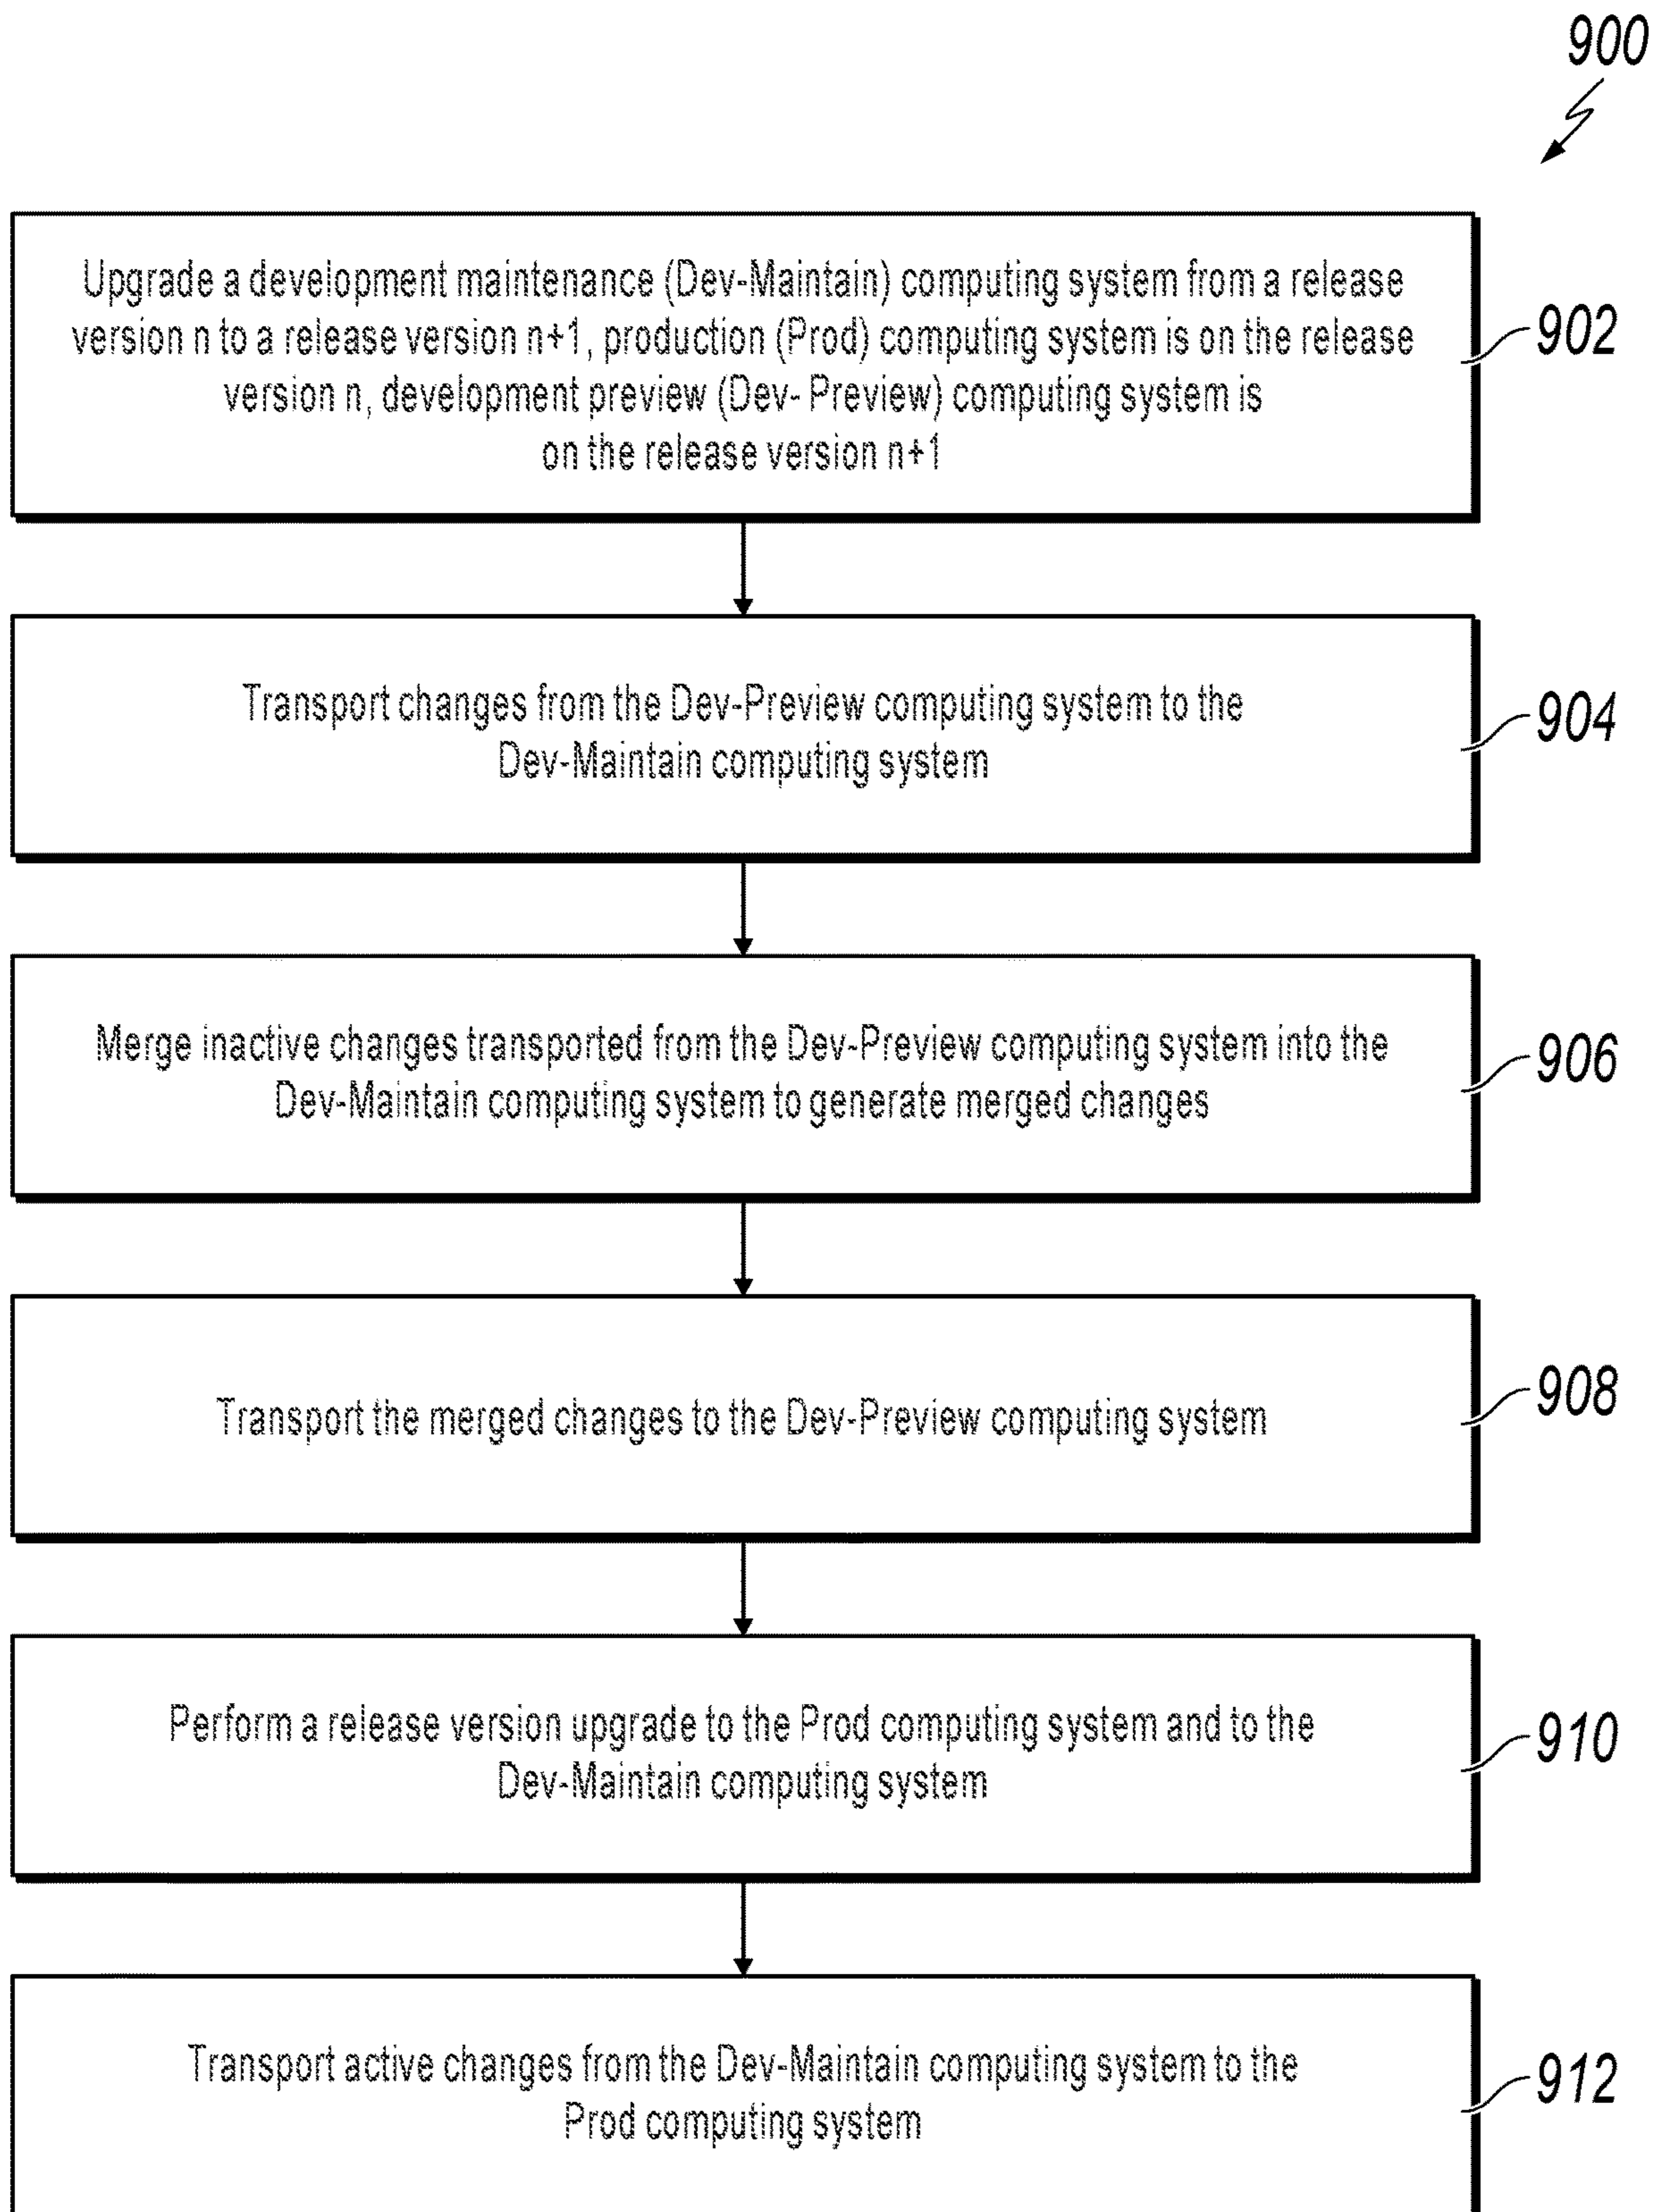 900
Upgrade a development maintenance (Dev-Maintain) computing system from a release
version n to a release version n+1, production (Prod) computing system is on the release
version n, development preview (Dev- Preview) computing system is
on the release version n+1
902
Transport changes from the Dev-Preview computing system to the
Dev-Maintain computing system
904
Merge inactive changes transported from the Dev-Preview computing system into the
Dev-Maintain computing system to generate merged changes
906
Transport the merged changes to the Dev-Preview computing system
908
Perform a release version upgrade to the Prod computing system and to the
Dev-Maintain computing system
910
Transport active changes from the Dev-Maintain computing system to the
Prod computing system
912